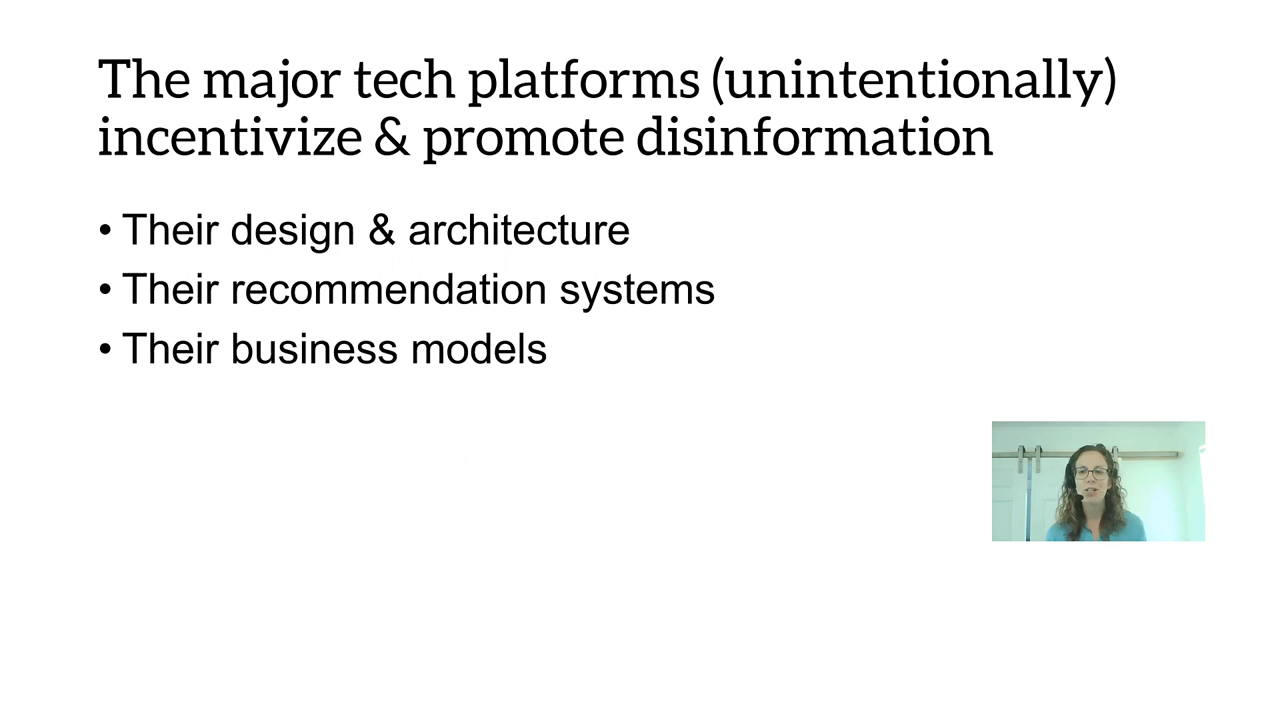 The major tech platforms (unintentionally)
incentivize & promote disinformation
• Their design & architecture
• Their recommendation systems
• Their business models